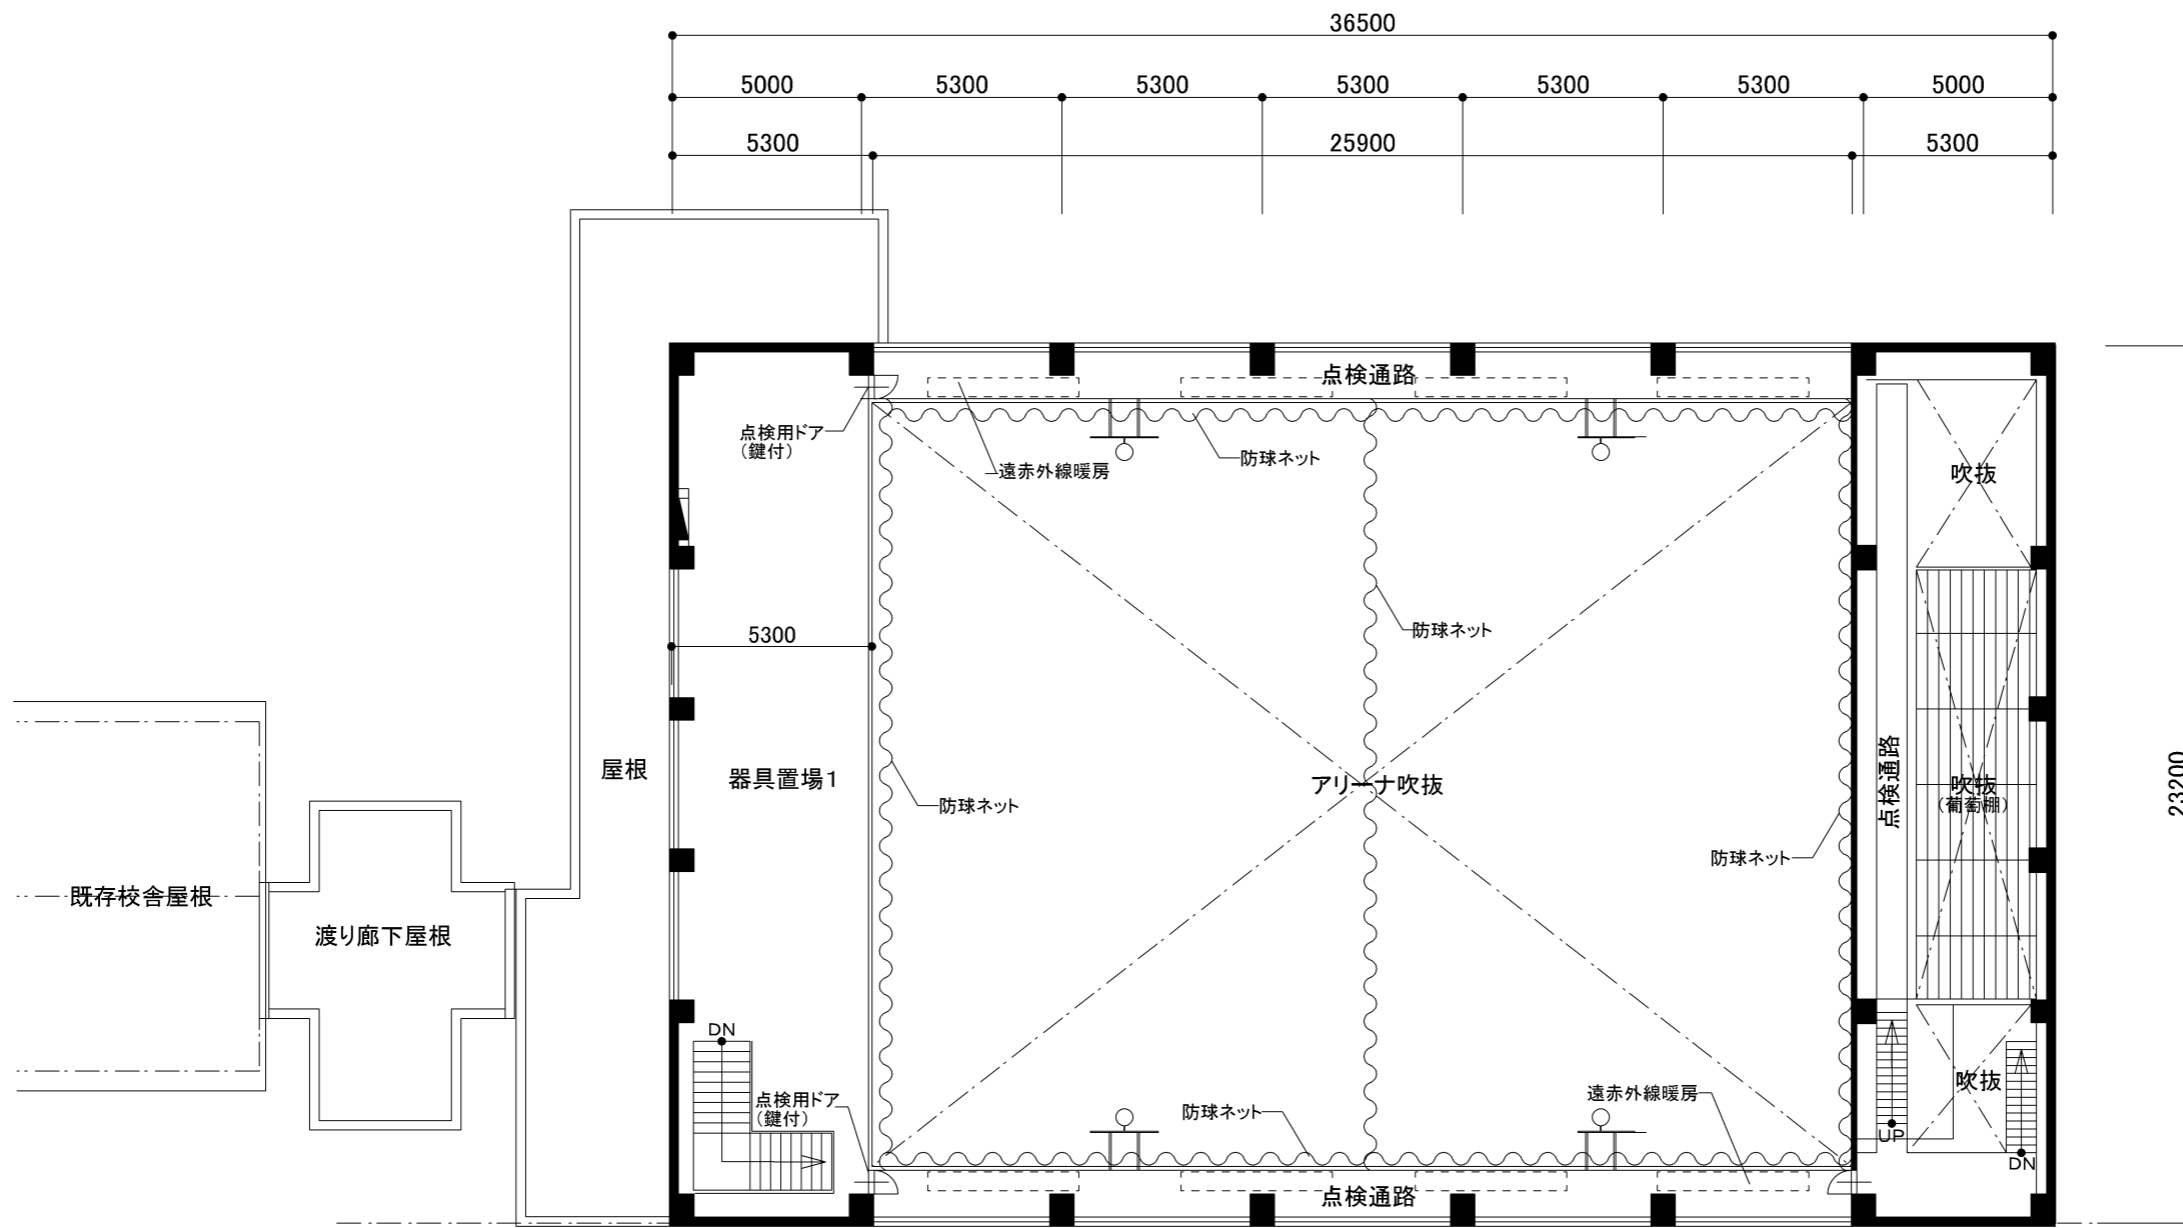 36500
5000 5300 5300 5300 5300 5300 5000
5300 25900 5300
点検通路
点検用ドア
（鍵付）
遠赤外線暖房
防球ネット
吹抜
防球ネット
5300
屋根
器具置場1
防球ネット
アリーナ吹抜
防球ネット
点検通路
吹抜
（葡萄棚）
23200
既存校舎屋根
渡り廊下屋根
DN
点検用ドア
（鍵付）
防球ネット
遠赤外線暖房
吹抜
UP
DN
点検通路